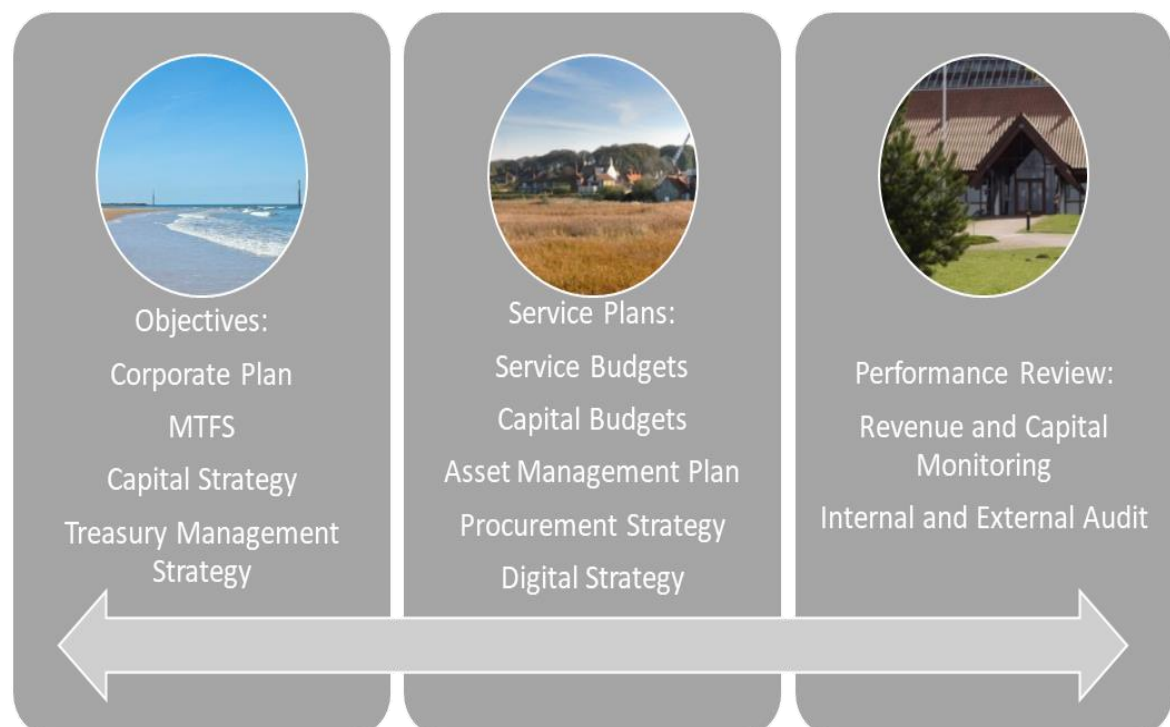 Objectives:
Corporate Plan
MTFS
Capital Strategy
Treasury Management
Strategy
Service Plans:
Service Budgets
Capital Budgets
Asset Management Plan
Procurement Strategy
Digital Strategy
Performance Review:
Revenue and Capital
Monitoring
Internal and External Audit